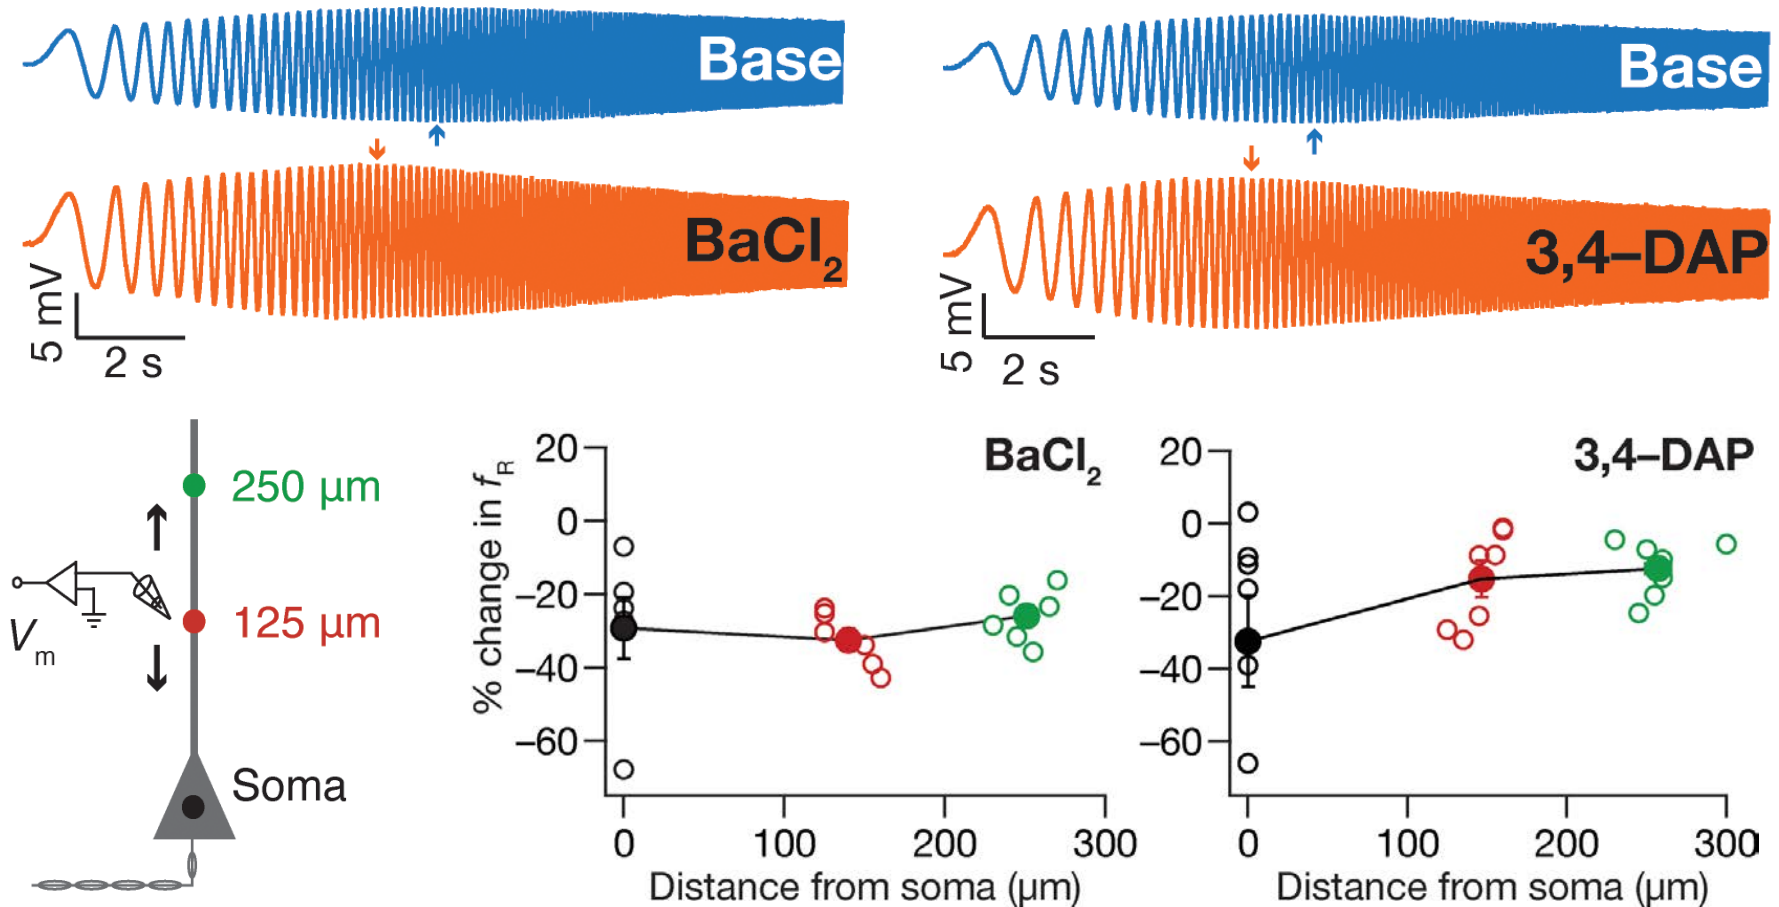 Base
Base
BaCl₂
3,4–DAP
5 mV
2 s
5 mV
2 s
250 µm
125 µm
Vm
Soma
BaCl₂
% change in fR
20
0
–20
–40
–60
0
100
200
300
Distance from soma (µm)
3,4–DAP
20
0
–20
–40
–60
0
100
200
300
Distance from soma (µm)